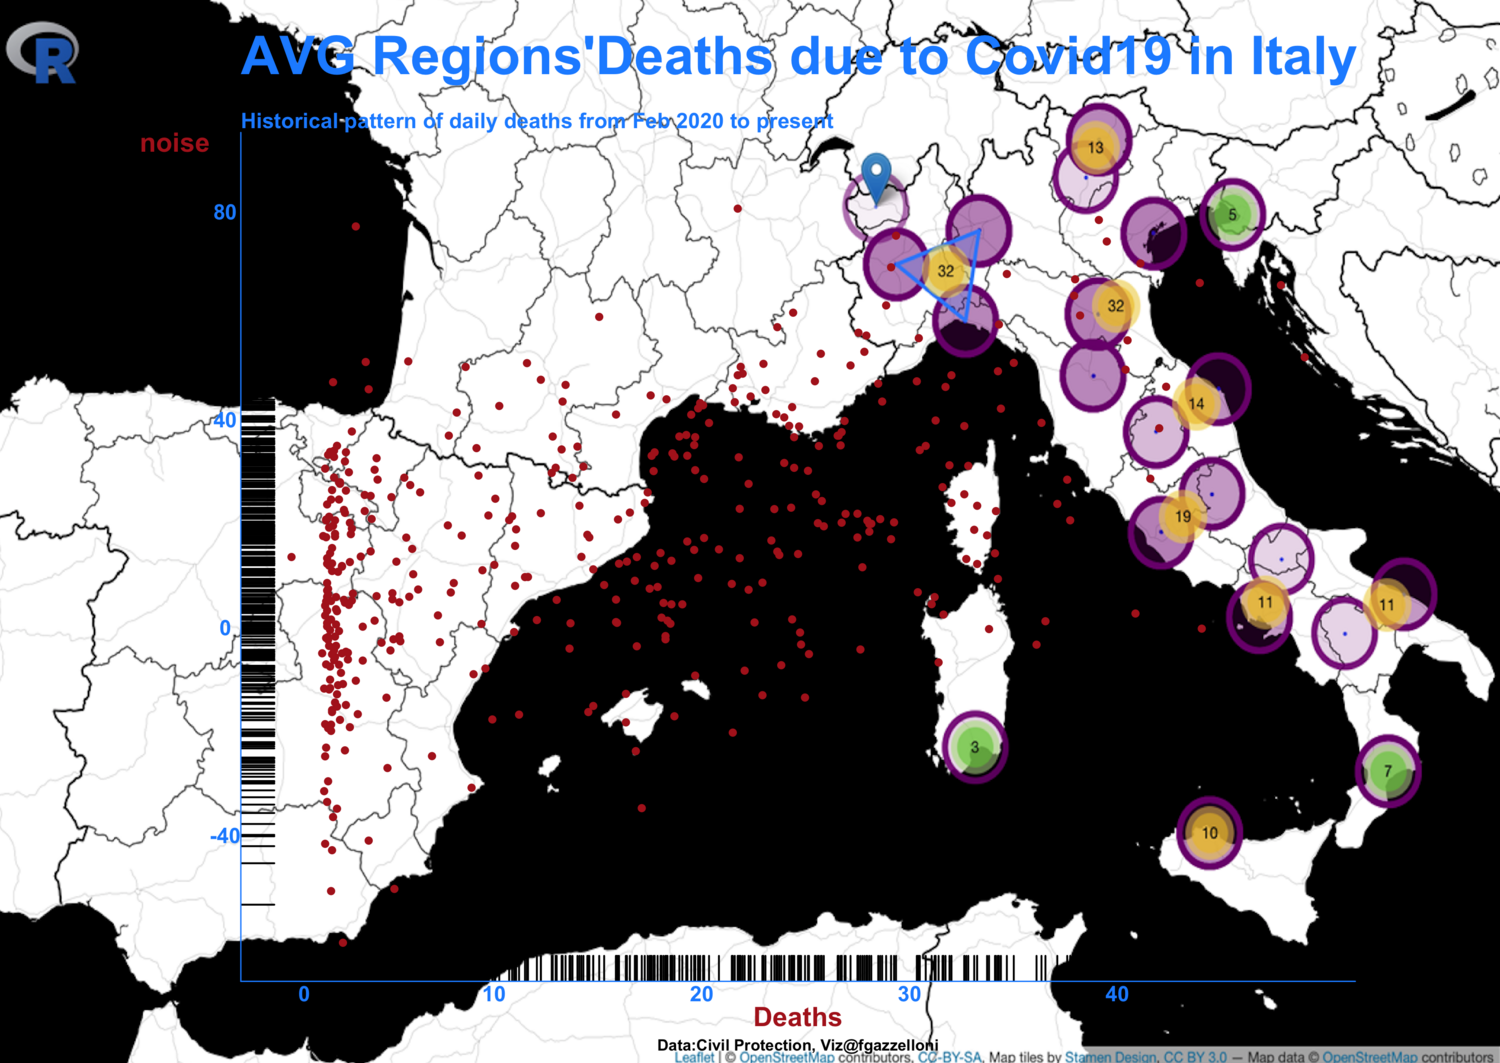 R
AVG Regions'Deaths due to Covid19 in Italy
Historical pattern of daily deaths from Feb 2020 to present
noise
13
80
5
32
32
40
14
19
0
11
11
3
7
-40
10
0 10 20 30 40
Deaths
Data:Civil Protection, Viz@fgazzelloni
Leaflet | © OpenStreetMap contributors, CC-BY-SA, Map tiles by Stamen Design, CC BY 3.0 — Map data © OpenStreetMap contributors